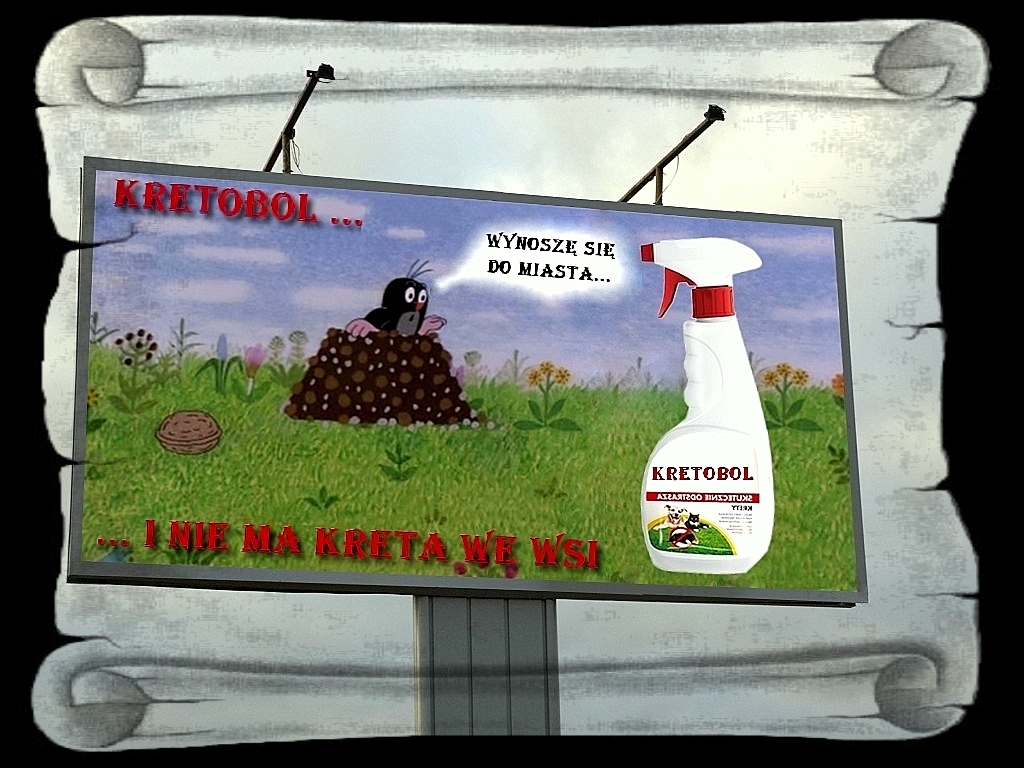 KRETOBOL ...
WYNOSZĘ SIĘ
DO MIASTA...
KRETOBOL
SKUTECZNIE ODSTRASZA
KRETY
... I NIE MA KRETA WE WSI